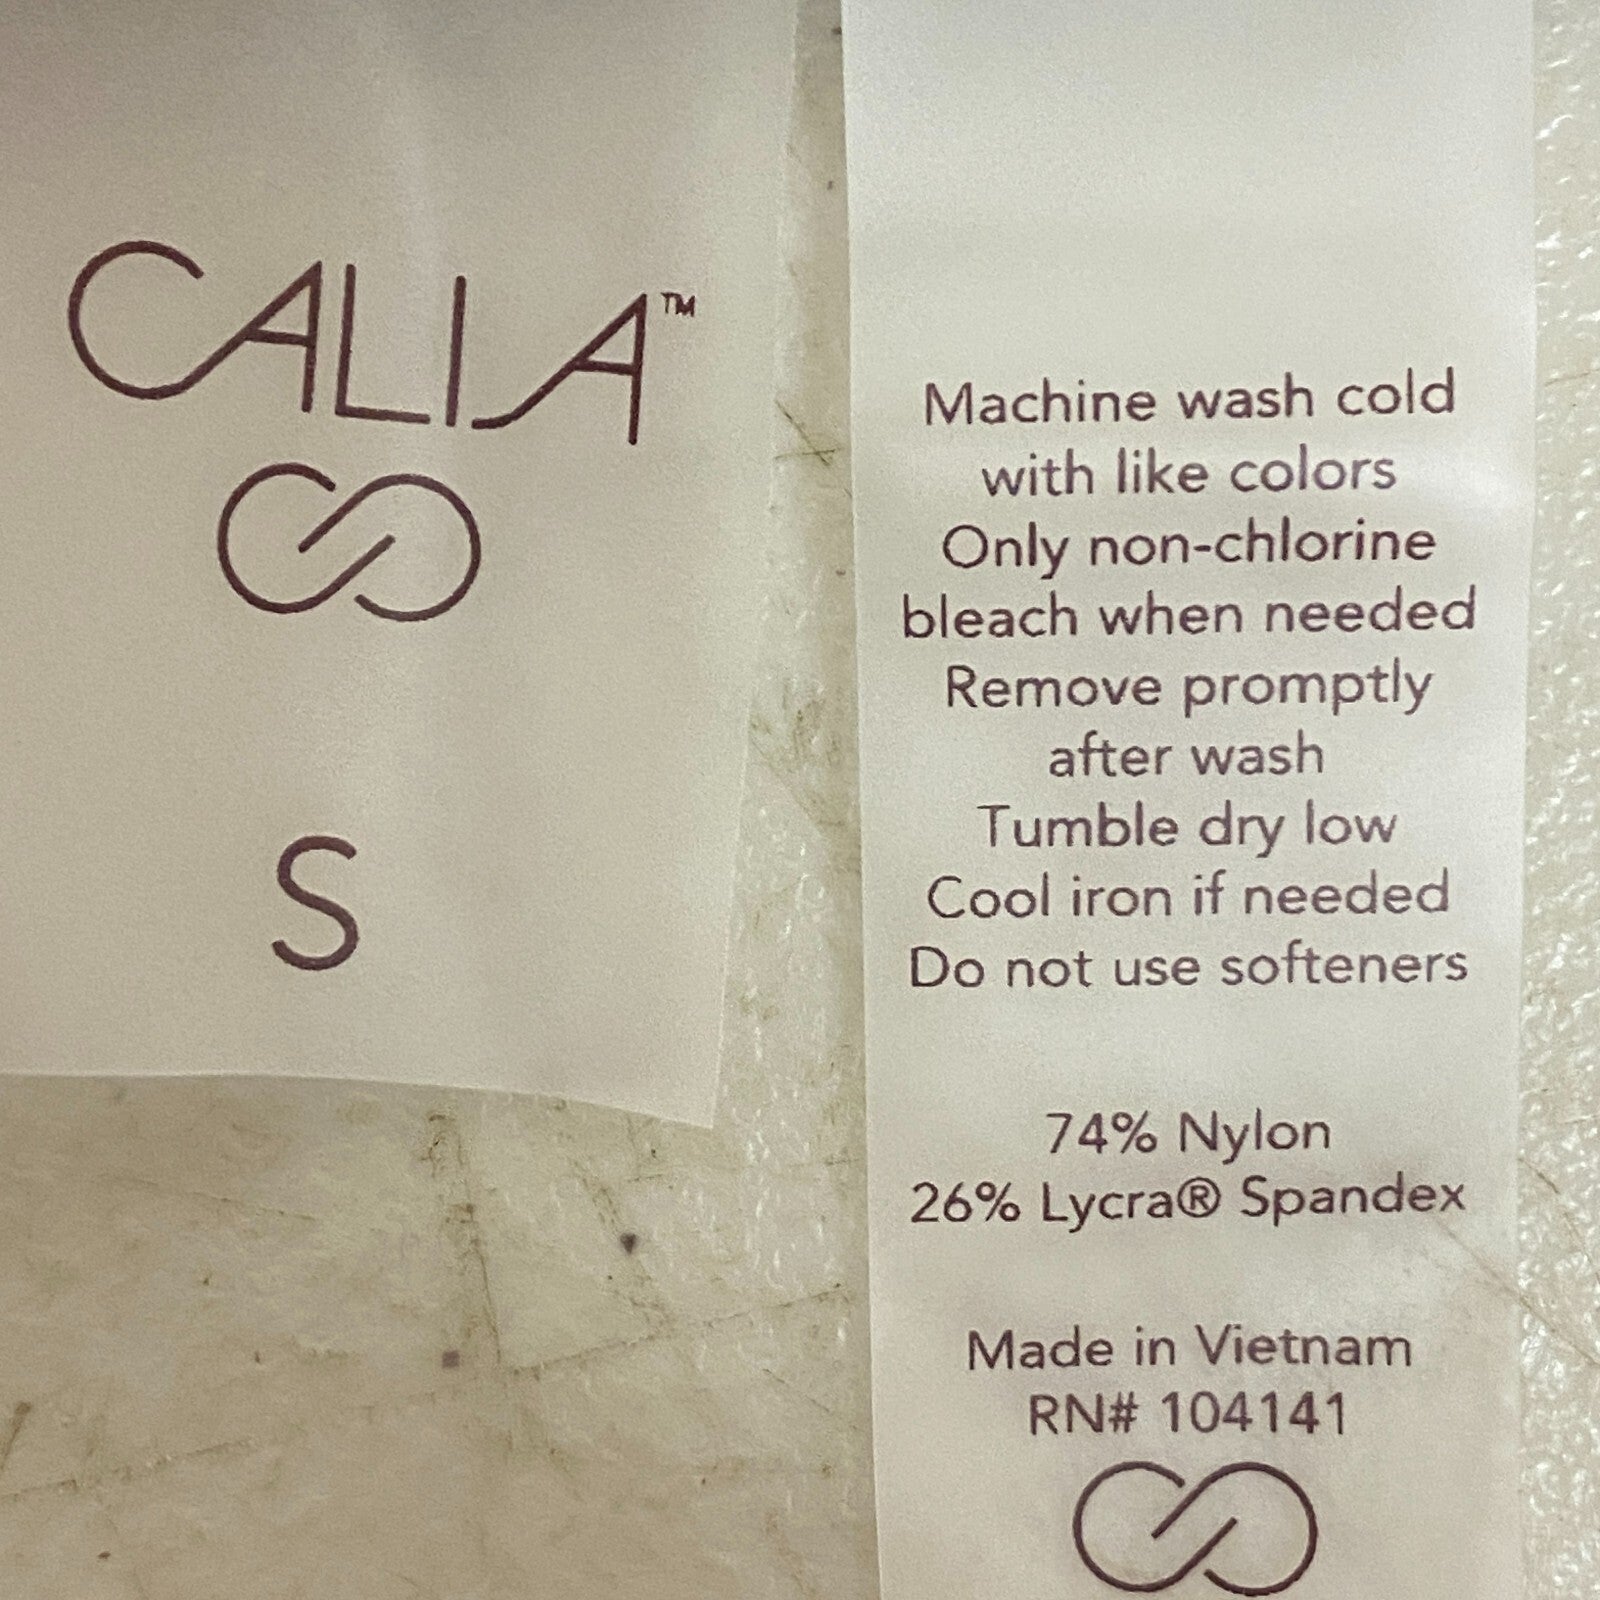 CALIA™
S
Machine wash cold
with like colors
Only non-chlorine
bleach when needed
Remove promptly
after wash
Tumble dry low
Cool iron if needed
Do not use softeners
74% Nylon
26% Lycra® Spandex
Made in Vietnam
RN# 104141